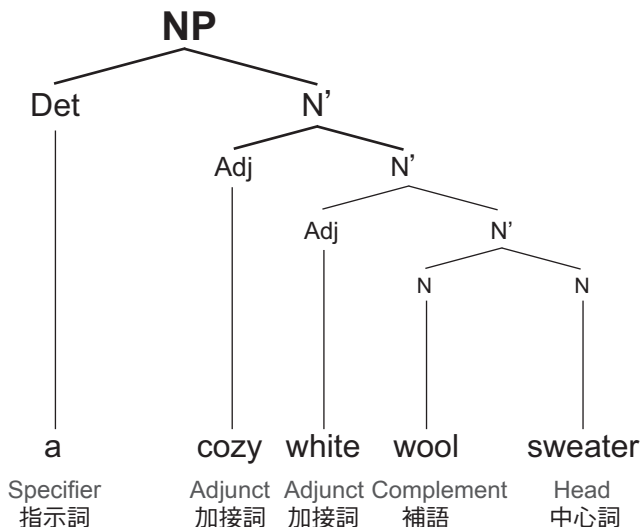 NP
Det N’
Adj N’
Adj N’
N N
a cozy white wool sweater
Specifier Adjunct Adjunct Complement Head
指示詞 加接詞 加接詞 補語 中心詞